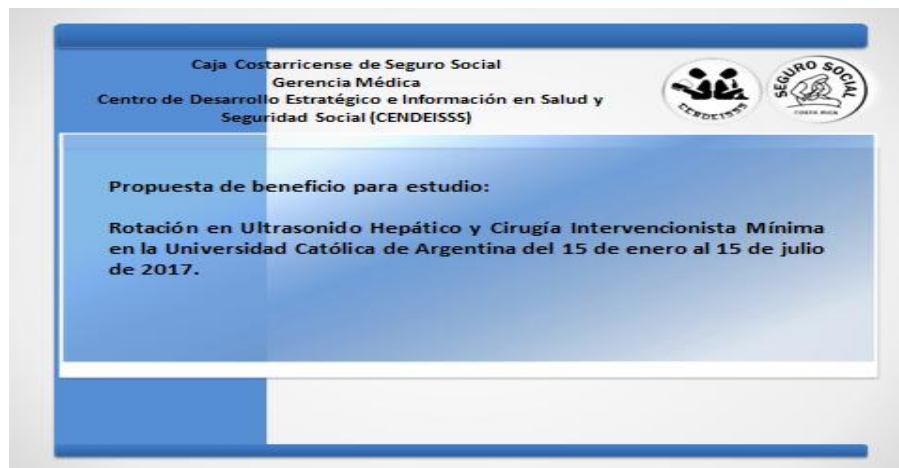 Caja Costarricense de Seguro Social
Gerencia Médica
Centro de Desarrollo Estratégico e Información en Salud y
Seguridad Social (CENDEISSS)
CENDEISSS
SEGURO SOCIAL
COSTA RICA
Propuesta de beneficio para estudio:
Rotación en Ultrasonido Hepático y Cirugía Intervencionista Mínima
en la Universidad Católica de Argentina del 15 de enero al 15 de julio
de 2017.